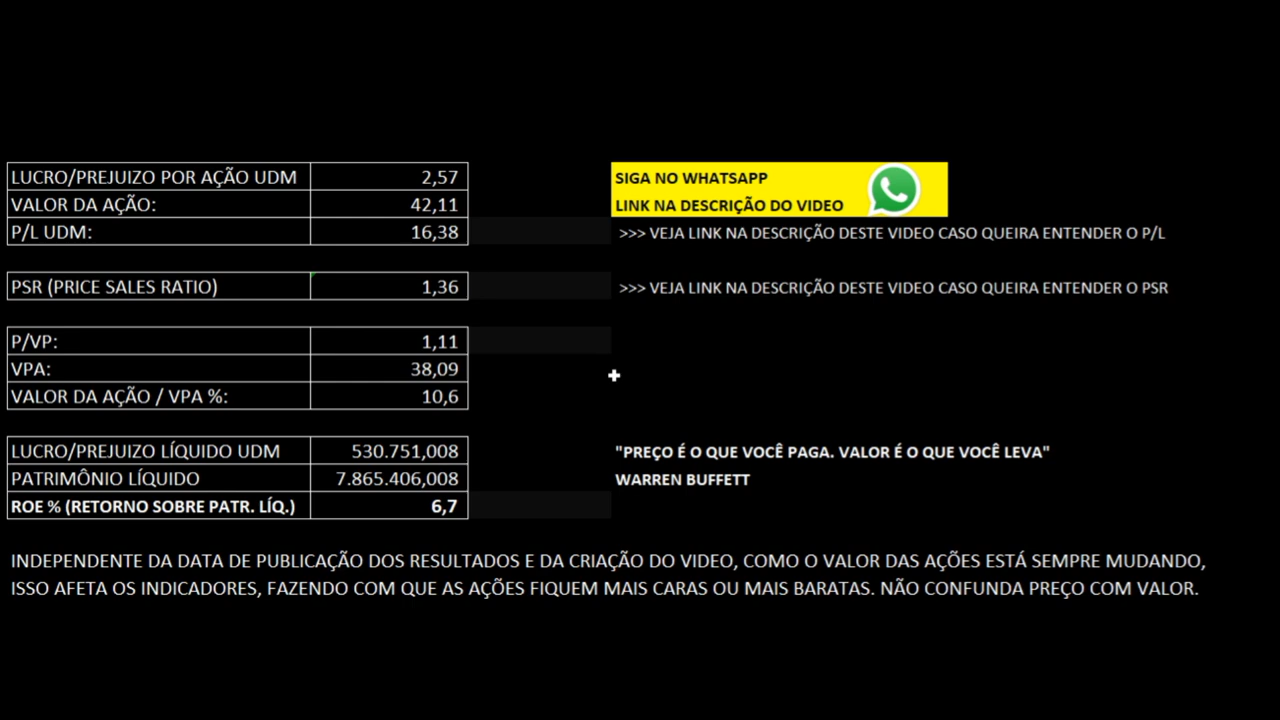 LUCRO/PREJUIZO POR AÇÃO UDM 2,57
VALOR DA AÇÃO: 42,11
P/L UDM: 16,38
SIGA NO WHATSAPP
LINK NA DESCRIÇÃO DO VIDEO
>>> VEJA LINK NA DESCRIÇÃO DESTE VIDEO CASO QUEIRA ENTENDER O P/L
PSR (PRICE SALES RATIO) 1,36
>>> VEJA LINK NA DESCRIÇÃO DESTE VIDEO CASO QUEIRA ENTENDER O PSR
P/VP: 1,11
VPA: 38,09
VALOR DA AÇÃO / VPA %: 10,6
LUCRO/PREJUIZO LÍQUIDO UDM 530.751,008
PATRIMÔNIO LÍQUIDO 7.865.406,008
ROE % (RETORNO SOBRE PATR. LÍQ.) 6,7
"PREÇO É O QUE VOCÊ PAGA. VALOR É O QUE VOCÊ LEVA"
WARREN BUFFETT
INDEPENDENTE DA DATA DE PUBLICAÇÃO DOS RESULTADOS E DA CRIAÇÃO DO VIDEO, COMO O VALOR DAS AÇÕES ESTÁ SEMPRE MUDANDO,
ISSO AFETA OS INDICADORES, FAZENDO COM QUE AS AÇÕES FIQUEM MAIS CARAS OU MAIS BARATAS. NÃO CONFUNDA PREÇO COM VALOR.